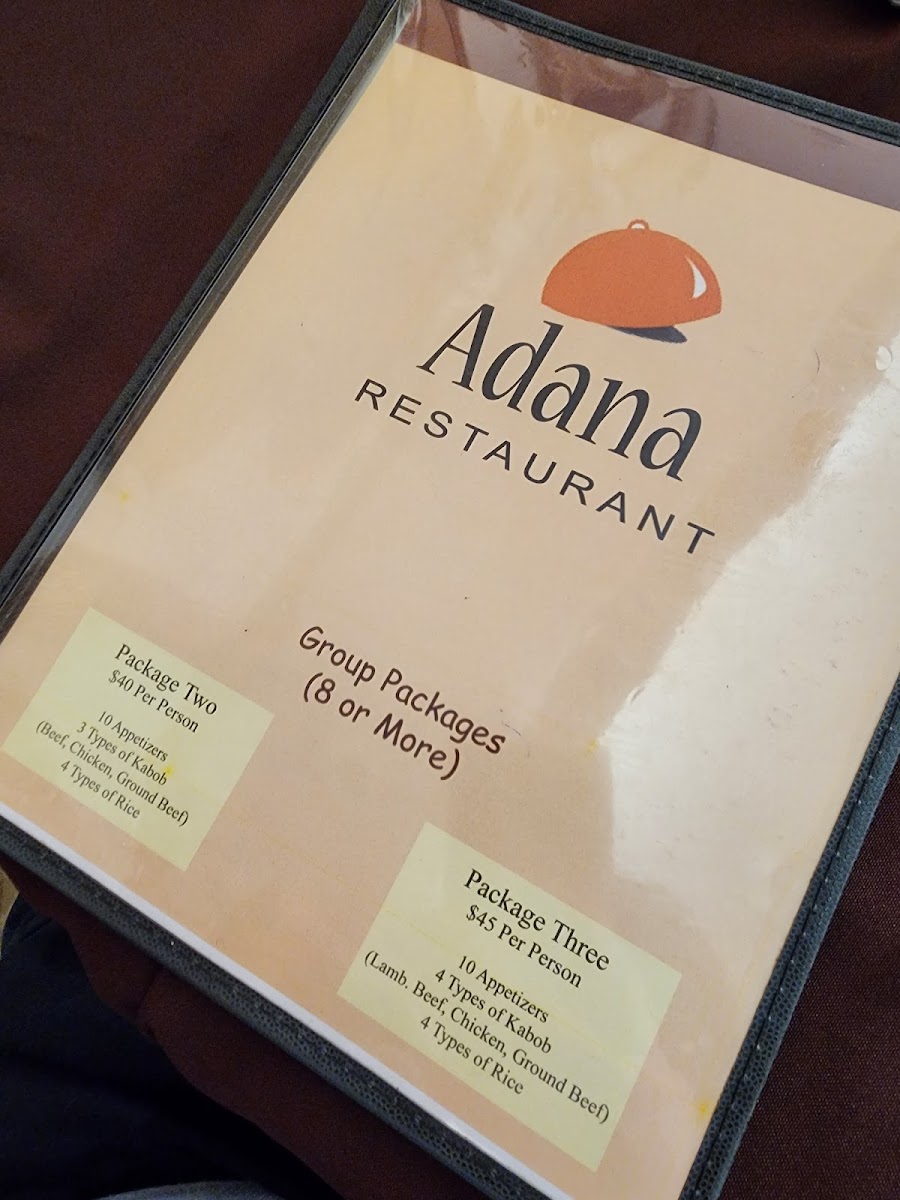 Adana
RESTAURANT
Group Packages
(8 or More)
Package Two
$40 Per Person
10 Appetizers
3 Types of Kabob
(Beef, Chicken, Ground Beef)
4 Types of Rice
Package Three
$45 Per Person
10 Appetizers
4 Types of Kabob
(Lamb. Beef, Chicken, Ground Beef)
4 Types of Rice